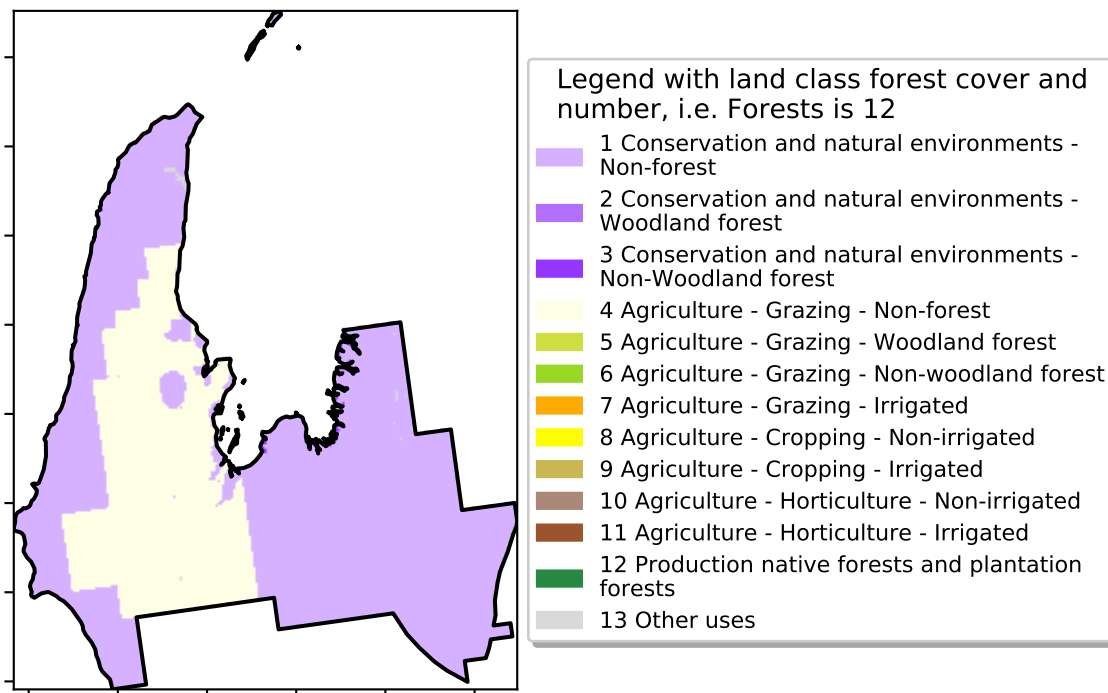 Legend with land class forest cover and
number, i.e. Forests is 12
1 Conservation and natural environments -
Non-forest
2 Conservation and natural environments -
Woodland forest
3 Conservation and natural environments -
Non-Woodland forest
4 Agriculture - Grazing - Non-forest
5 Agriculture - Grazing - Woodland forest
6 Agriculture - Grazing - Non-woodland forest
7 Agriculture - Grazing - Irrigated
8 Agriculture - Cropping - Non-irrigated
9 Agriculture - Cropping - Irrigated
10 Agriculture - Horticulture - Non-irrigated
11 Agriculture - Horticulture - Irrigated
12 Production native forests and plantation
forests
13 Other uses